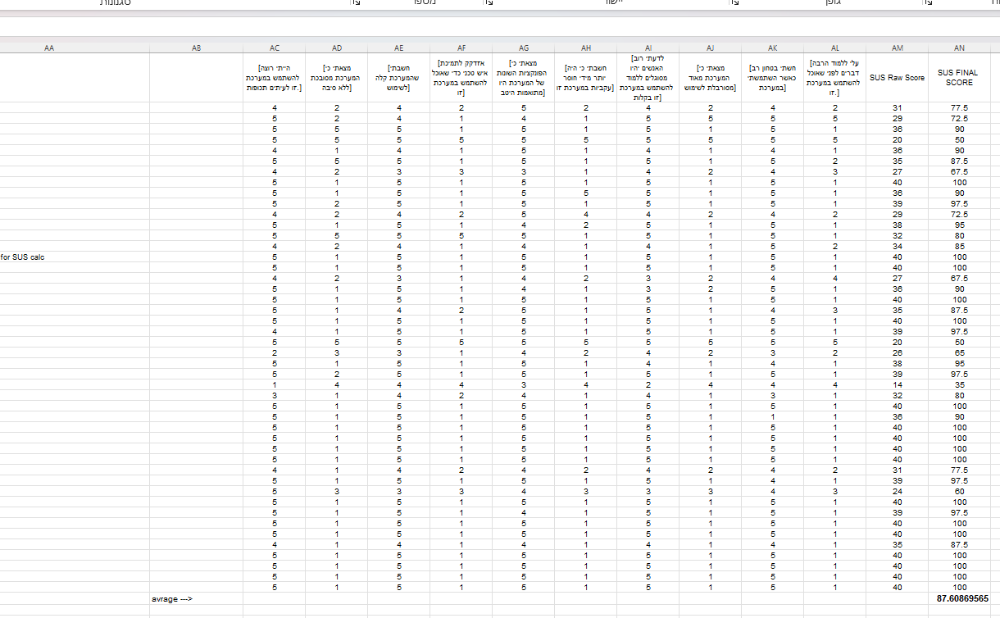 סגנונות מספר יישור גופן
AA AB AC AD AE AF AG AH AI AJ AK AL AM AN
[הייתי רוצה
להשתמש במערכת
זו לעיתים תכופות.]
[מצאתי כי
המערכת מסובכת
ללא סיבה]
[חשבתי
שהמערכת קלה
לשימוש]
[אזדקק לתמיכת
איש טכני כדי שאוכל
להשתמש במערכת
זו]
[מצאתי כי
הפונקציות השונות
של המערכת היו
מתואמות היטב]
[חשבתי כי היה
יותר מידי חוסר
עקביות במערכת זו]
[לדעתי רוב
האנשים יהיו
מסוגלים ללמוד
להשתמש במערכת
זו בקלות]
[מצאתי כי
המערכת מאוד
מסורבלת לשימוש]
[חשתי בטחון רב
כאשר השתמשתי
במערכת]
[עלי ללמוד הרבה
דברים לפני שאוכל
להשתמש במערכת
זו.]
SUS Raw Score
SUS FINAL
SCORE
4 2 4 2 5 2 4 2 4 2 31 77.5
5 2 4 1 4 1 5 5 5 5 29 72.5
5 5 5 1 5 1 5 1 5 1 36 90
5 5 5 5 5 5 5 5 5 5 20 50
4 1 4 1 5 1 4 1 4 1 36 90
5 5 5 1 5 1 5 1 5 2 35 87.5
4 2 3 3 3 1 4 2 4 3 27 67.5
5 1 5 1 5 1 5 1 5 1 40 100
5 1 5 1 5 5 5 1 5 1 36 90
5 2 5 1 5 1 5 1 5 1 39 97.5
4 2 4 2 5 4 4 2 4 2 29 72.5
5 1 5 1 4 2 5 1 5 1 38 95
5 5 5 5 5 1 5 1 5 1 32 80
4 2 4 1 4 1 4 1 5 2 34 85
for SUS calc 5 1 5 1 5 1 5 1 5 1 40 100
5 1 5 1 5 1 5 1 5 1 40 100
4 2 3 1 4 2 3 2 4 4 27 67.5
5 1 5 1 4 1 3 2 5 1 36 90
5 1 5 1 5 1 5 1 5 1 40 100
5 1 4 2 5 1 5 1 4 3 35 87.5
5 1 5 1 5 1 5 1 5 1 40 100
4 1 5 1 5 1 5 1 5 1 39 97.5
5 5 5 5 5 5 5 5 5 5 20 50
2 3 3 1 4 2 4 2 3 2 26 65
5 1 5 1 5 1 4 1 4 1 38 95
5 2 5 1 5 1 5 1 5 1 39 97.5
1 4 4 4 3 4 2 4 4 4 14 35
3 1 4 2 4 1 4 1 3 1 32 80
5 1 5 1 5 1 5 1 5 1 40 100
5 1 5 1 5 1 5 1 1 1 36 90
5 1 5 1 5 1 5 1 5 1 40 100
5 1 5 1 5 1 5 1 5 1 40 100
5 1 5 1 5 1 5 1 5 1 40 100
5 1 5 1 5 1 5 1 5 1 40 100
4 1 4 2 4 2 4 2 4 2 31 77.5
5 1 5 1 5 1 5 1 4 1 39 97.5
5 3 3 3 4 3 3 3 4 3 24 60
5 1 5 1 5 1 5 1 5 1 40 100
5 1 5 1 4 1 5 1 5 1 39 97.5
5 1 5 1 5 1 5 1 5 1 40 100
5 1 5 1 5 1 5 1 5 1 40 100
4 1 4 1 4 1 4 1 4 1 35 87.5
5 1 5 1 5 1 5 1 5 1 40 100
5 1 5 1 5 1 5 1 5 1 40 100
5 1 5 1 5 1 5 1 5 1 40 100
5 1 5 1 5 1 5 1 5 1 40 100
avrage ---> 87.60869565